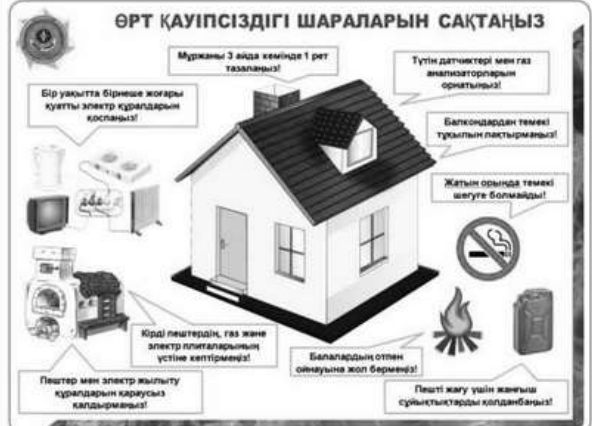 ӨРТ ҚАУІПСІЗДІГІ ШАРАЛАРЫН САҚТАҢЫЗ
Мұржаны 3 айда кемінде 1 рет
тазалаңыз!
Түтін датчиктері мен газ
анализаторларын
орнатыңыз!
Бір уақытта бірнеше жоғары
қуатты электр құралдарын
қоспаңыз!
Балкондардан темекі
тұқылын лақтырмаңыз!
Жатын орында темекі
шегуге болмайды!
Кірді пештердің, газ және
электр плиталарының
үстіне кептірмеңіз!
Балалардың отпен
ойнауына жол бермеңіз!
Пештер мен электр жылыту
құралдарын қараусыз
қалдырмаңыз!
Пешті жағу үшін жанғыш
сұйықтықтарды қолданбаңыз!